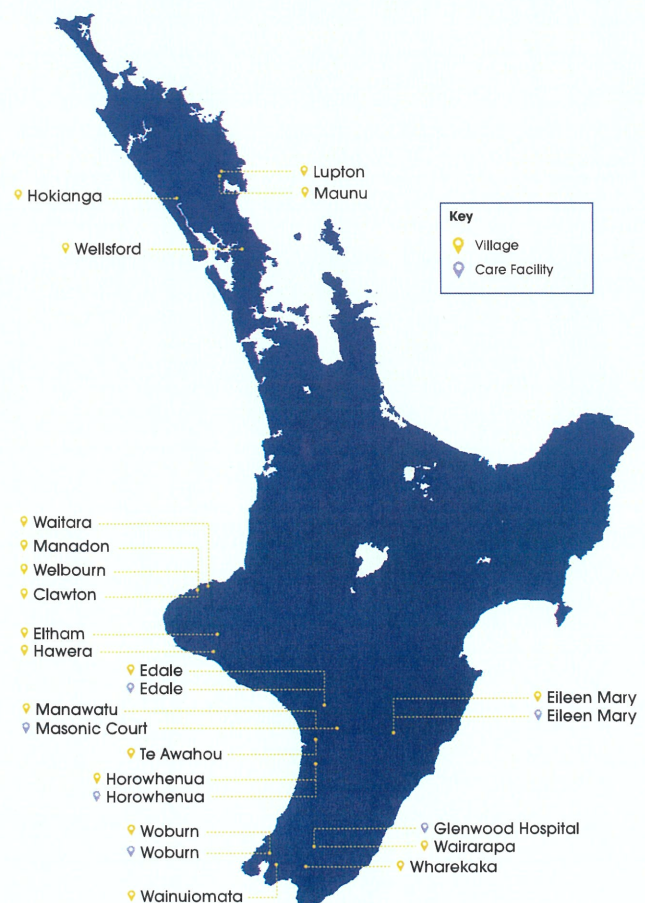 Lupton
Maunu
Hokianga
Wellsford
Key
Village
Care Facility
Waitara
Manadon
Welbourn
Clawton
Eltham
Hawera
Edale
Edale
Manawatu
Masonic Court
Te Awahou
Horowhenua
Horowhenua
Eileen Mary
Eileen Mary
Woburn
Woburn
Wainuiomata
Glenwood Hospital
Wairarapa
Wharekaka